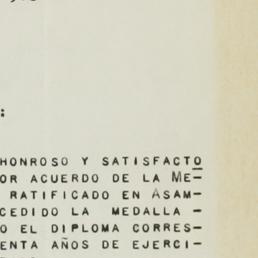 :
HONROSO Y SATISFACTO
OR ACUERDO DE LA ME–
RATIFICADO EN ASAM–
CEDIDO LA MEDALLA –
O EL DIPLOMA CORRES–
ENTA AÑOS DE EJERCI–